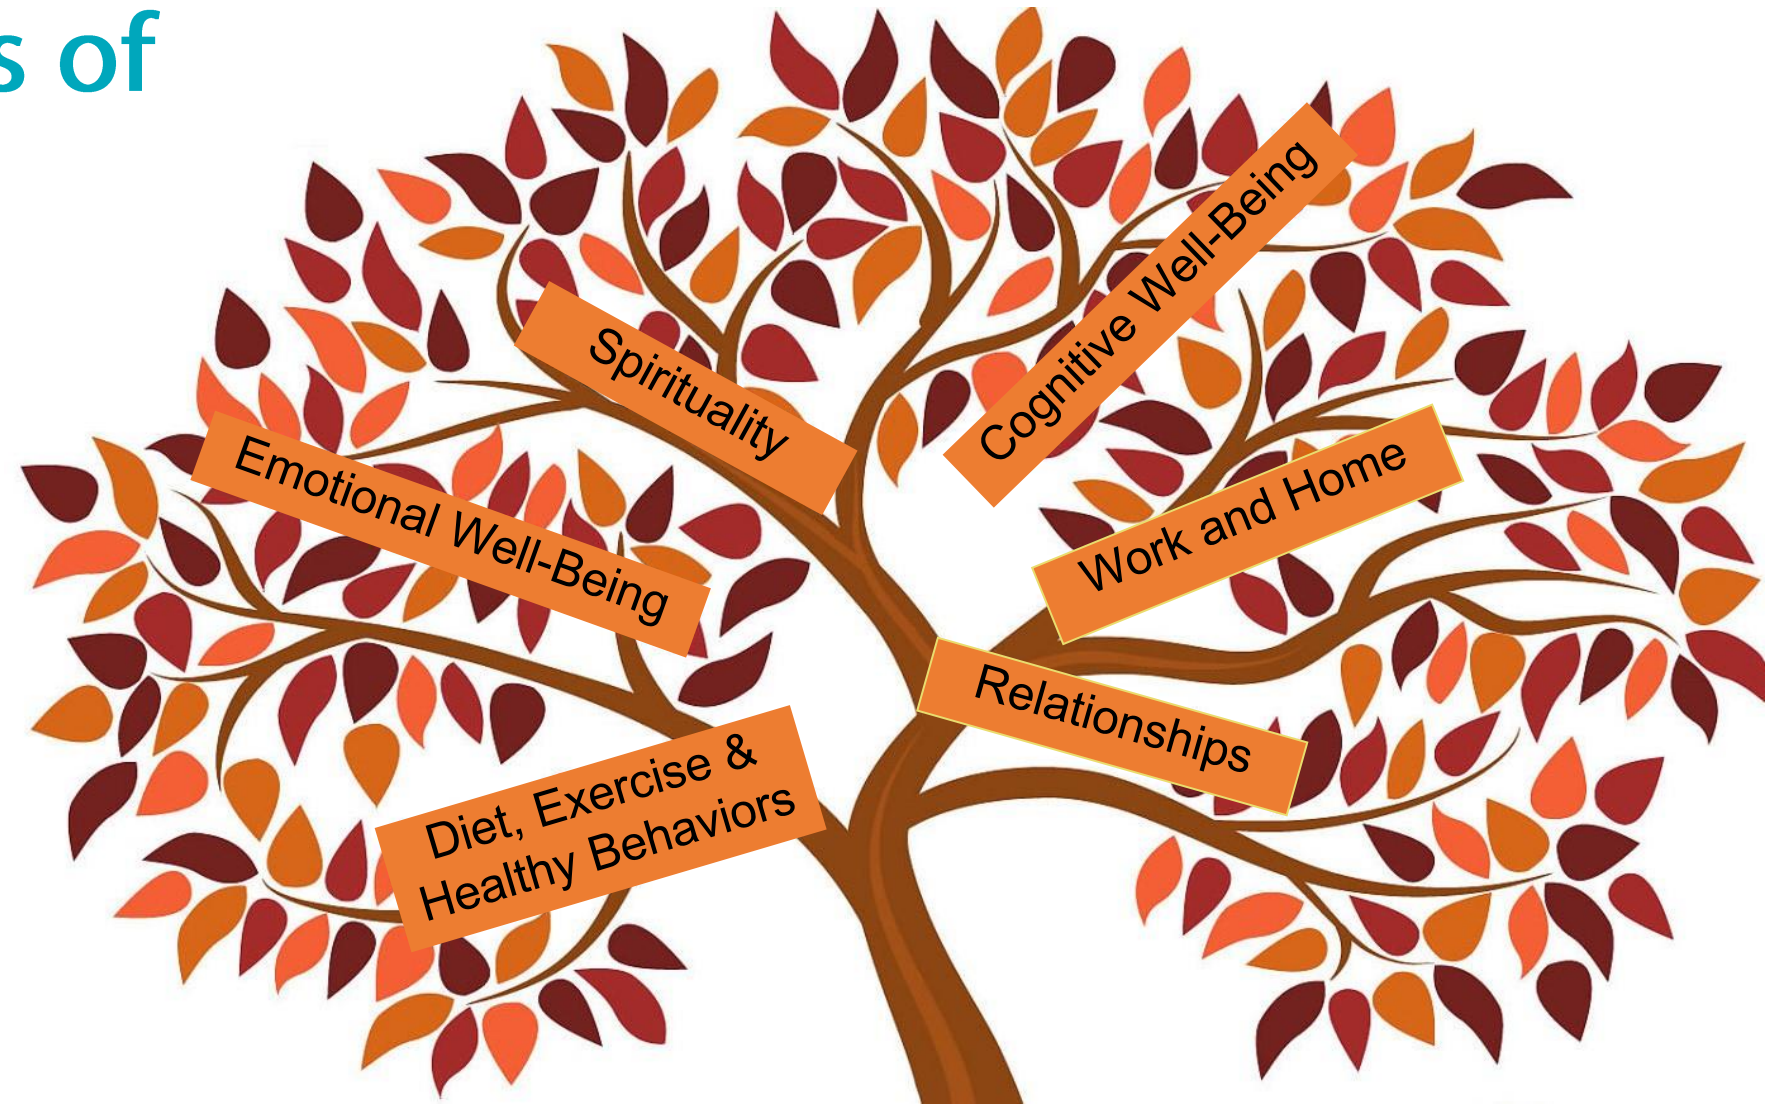 s of
Spirituality
Cognitive Well-Being
Emotional Well-Being
Work and Home
Relationships
Diet, Exercise &
Healthy Behaviors